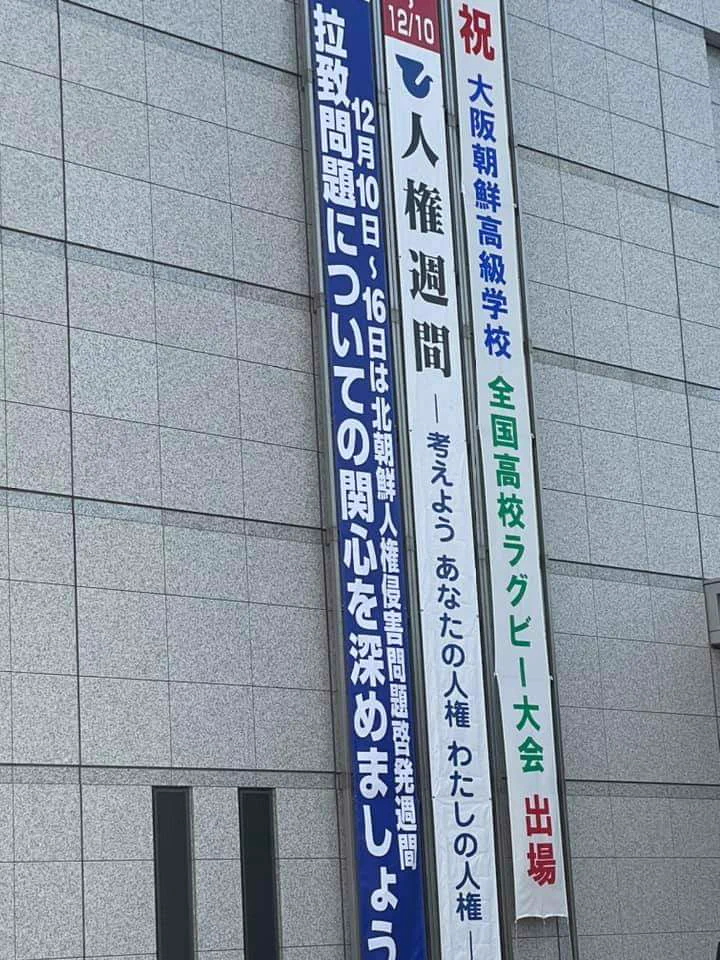 祝 大阪朝鮮高級学校 全国高校ラグビー大会 出場
12/10
人権週間 ―考えよう あなたの人権 わたしの人権―
12月10日～16日は北朝鮮人権侵害問題啓発週間
拉致問題についての関心を深めましょう